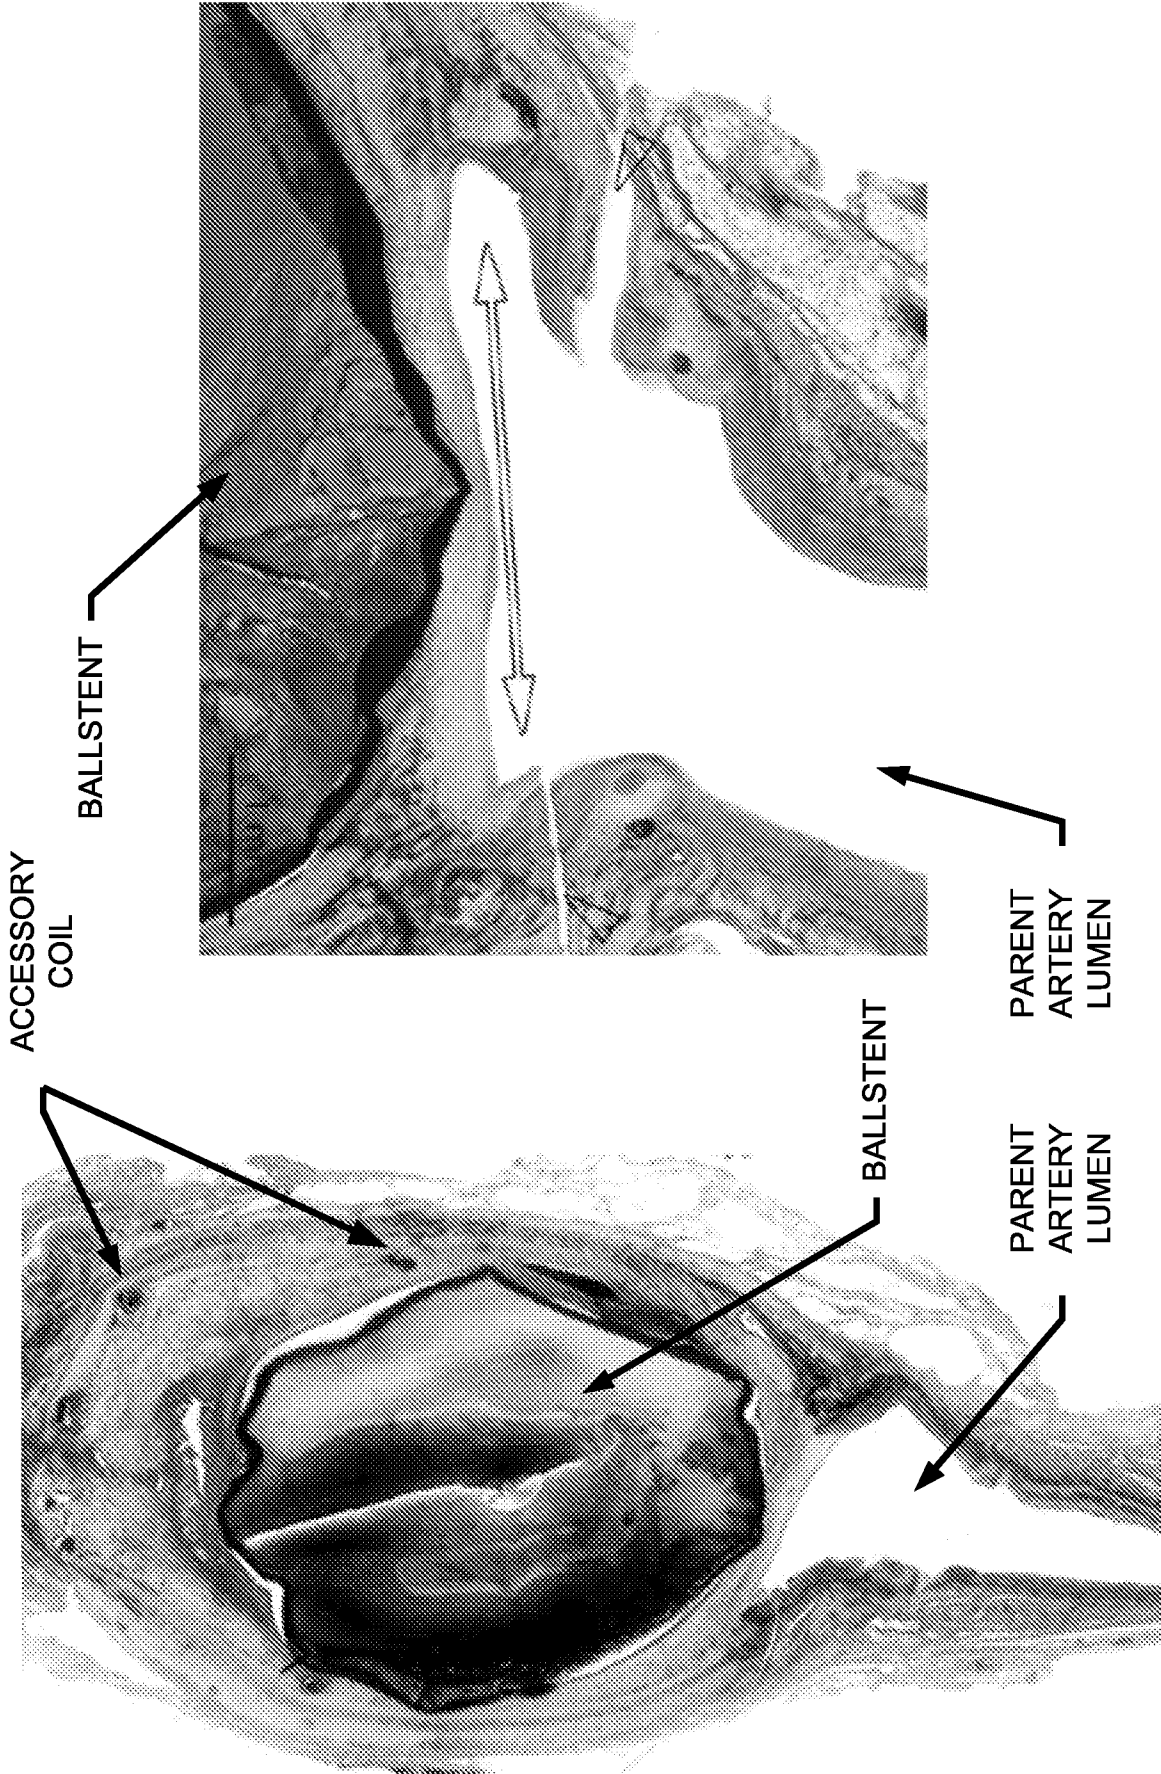 ACCESSORY
COIL
BALLSTENT
BALLSTENT
PARENT
ARTERY
LUMEN
PARENT
ARTERY
LUMEN